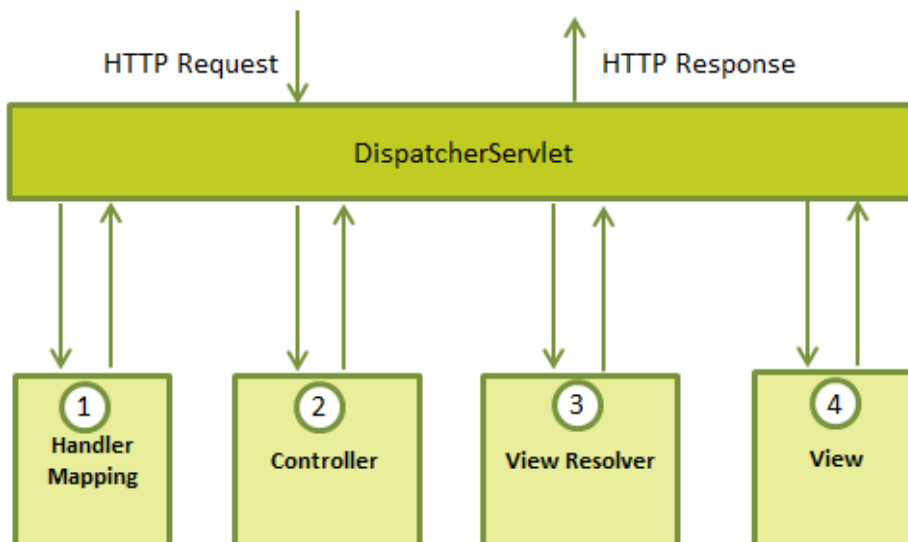 HTTP Request
HTTP Response
DispatcherServlet
1
Handler
Mapping
2
Controller
3
View Resolver
4
View